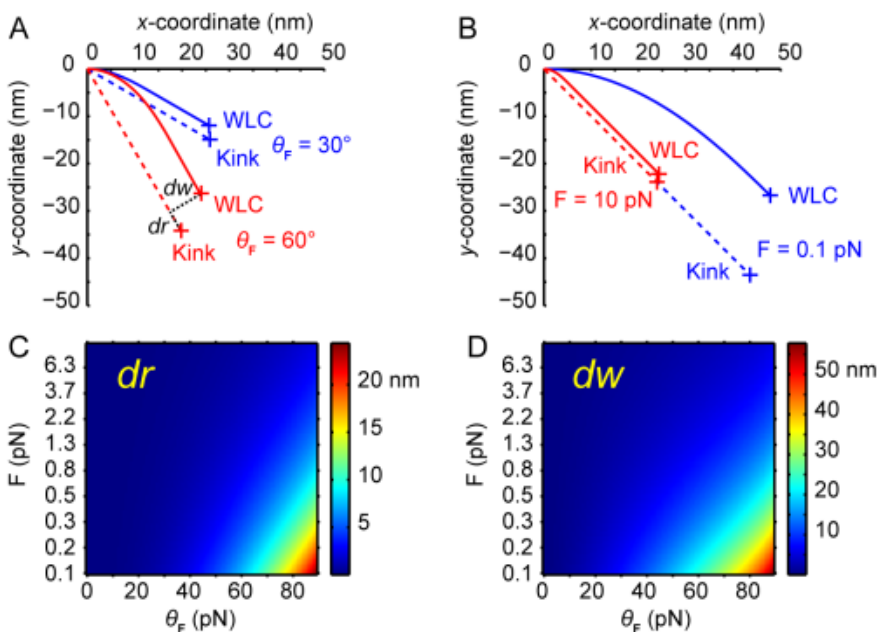 A
x-coordinate (nm)
0 10 20 30 40 50
y-coordinate (nm)
0
−10
−20
−30
−40
−50
WLC
Kink
θF = 30°
dw
WLC
dr
Kink
θF = 60°
B
x-coordinate (nm)
0 10 20 30 40 50
y-coordinate (nm)
0
−10
−20
−30
−40
−50
WLC
Kink
F = 10 pN
WLC
Kink
F = 0.1 pN
C
dr
F (pN)
6.3
3.7
2.2
1.3
0.8
0.5
0.3
0.2
0.1
0 20 40 60 80
θF (pN)
20 nm
15
10
5
D
dw
F (pN)
6.3
3.7
2.2
1.3
0.8
0.5
0.3
0.2
0.1
0 20 40 60 80
θF (pN)
50 nm
40
30
20
10